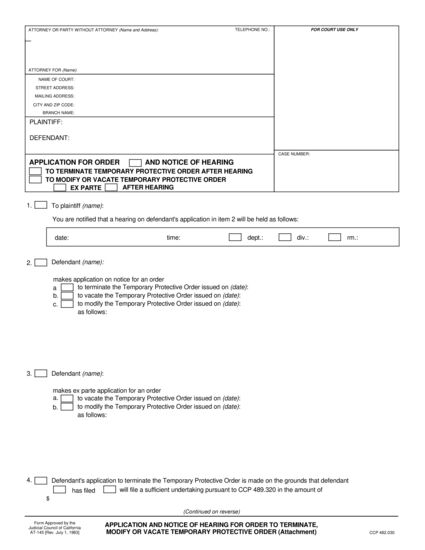 ATTORNEY OR PARTY WITHOUT ATTORNEY (Name and Address) TELEPHONE NO.: FOR COURT USE ONLY
ATTORNEY FOR (Name)
NAME OF COURT:
STREET ADDRESS:
MAILING ADDRESS:
CITY AND ZIP CODE:
BRANCH NAME:
PLAINTIFF:
DEFENDANT:
CASE NUMBER:
APPLICATION FOR ORDER AND NOTICE OF HEARING
TO TERMINATE TEMPORARY PROTECTIVE ORDER AFTER HEARING
TO MODIFY OR VACATE TEMPORARY PROTECTIVE ORDER
EX PARTE AFTER HEARING
1. To plaintiff (name):
You are notified that a hearing on defendant's application in item 2 will be held as follows:
date: time: dept.: div.: rm.:
2. Defendant (name):
makes application on notice for an order
a to terminate the Temporary Protective Order issued on (date):
b. to vacate the Temporary Protective Order issued on (date):
c. to modify the Temporary Protective Order issued on (date):
as follows:
3. Defendant (name):
makes ex parte application for an order
a. to vacate the Temporary Protective Order issued on (date):
b. to modify the Temporary Protective Order issued on (date):
as follows:
4. Defendant's application to terminate the Temporary Protective Order is made on the grounds that defendant
has filed will file a sufficient undertaking pursuant to CCP 489.320 in the amount of
$
(Continued on reverse)
Form Approved by the
Judicial Council of California
AT-145 [Rev. July 1, 1983]
APPLICATION AND NOTICE OF HEARING FOR ORDER TO TERMINATE,
MODIFY OR VACATE TEMPORARY PROTECTIVE ORDER (Attachment)
CCP 482.030